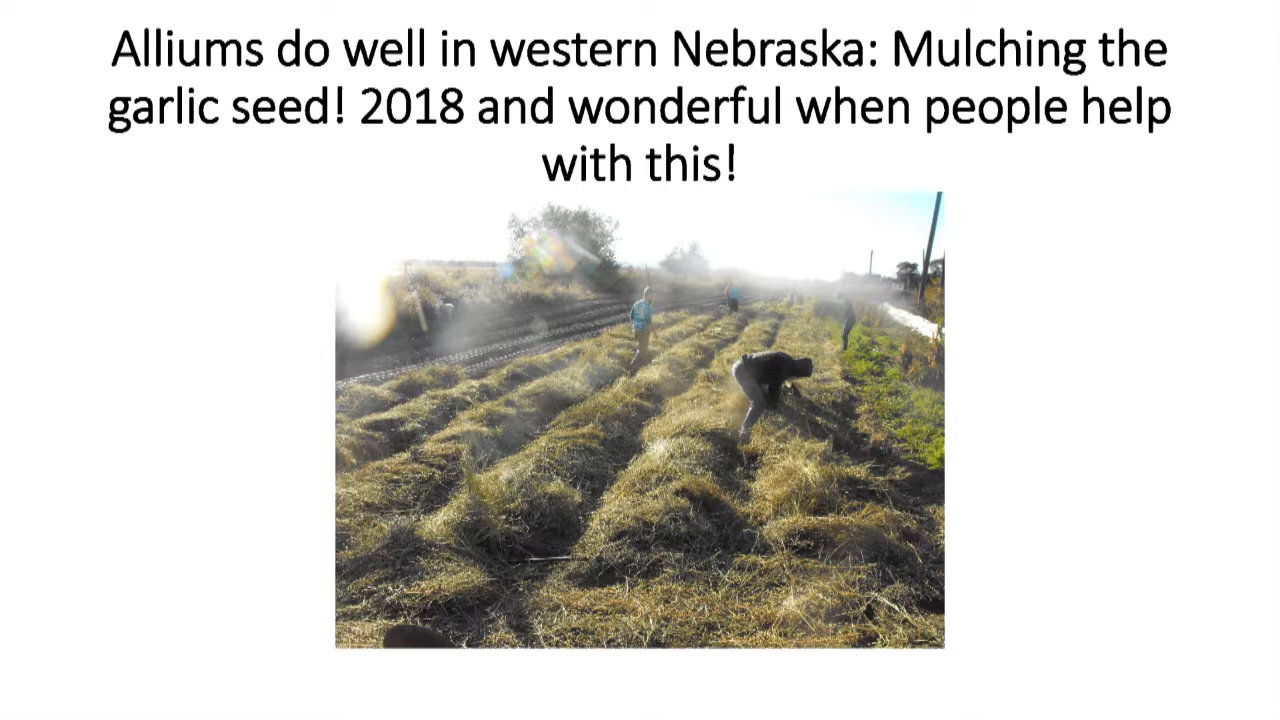 Alliums do well in western Nebraska: Mulching the
garlic seed! 2018 and wonderful when people help
with this!